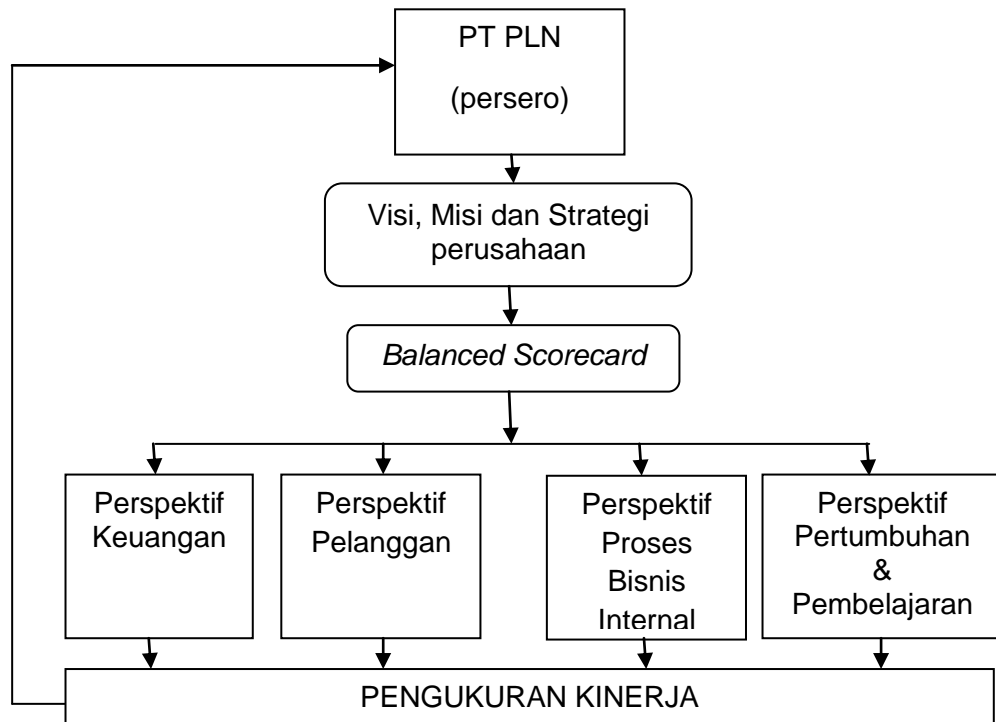 PT PLN
(persero)
Visi, Misi dan Strategi
perusahaan
Balanced Scorecard
Perspektif
Keuangan
Perspektif
Pelanggan
Perspektif
Proses
Bisnis
Internal
Perspektif
Pertumbuhan
&
Pembelajaran
PENGUKURAN KINERJA